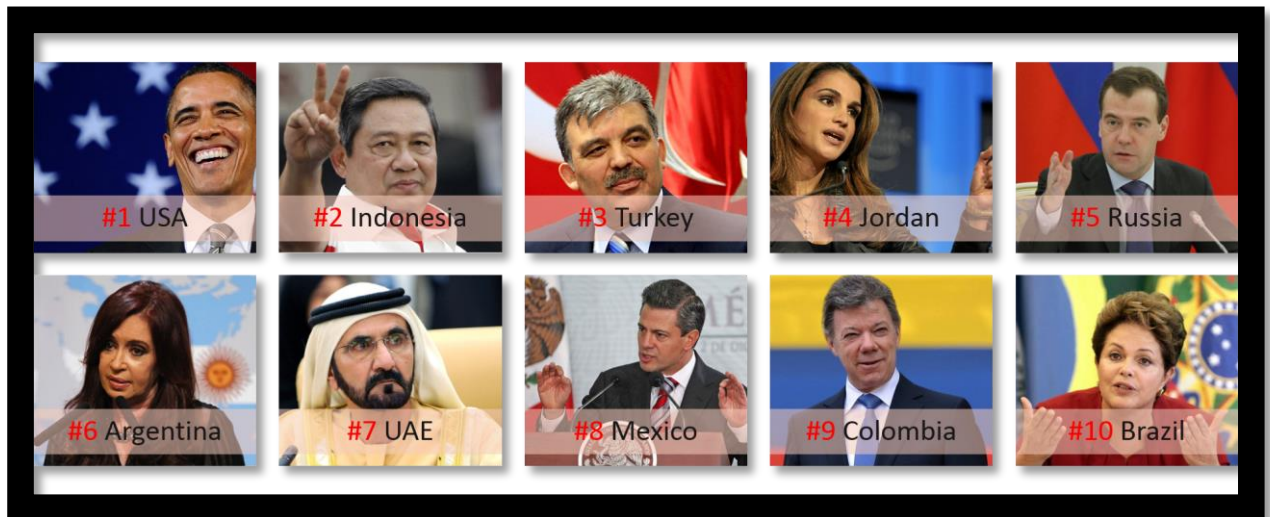 #1 USA
#2 Indonesia
#3 Turkey
#4 Jordan
#5 Russia
#6 Argentina
#7 UAE
#8 Mexico
#9 Colombia
#10 Brazil